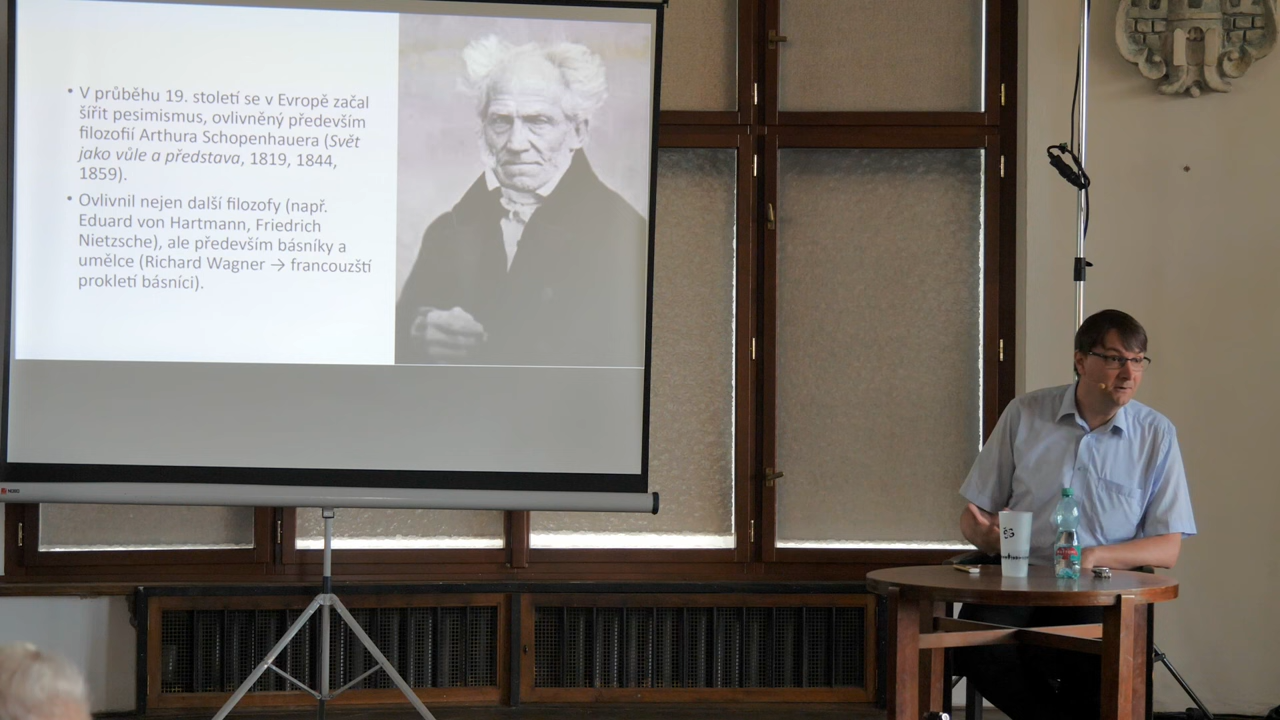 • V průběhu 19. století se v Evropě začal
šířit pesimismus, ovlivněný především
filozofií Arthura Schopenhauera (Svět
jako vůle a představa, 1819, 1844,
1859).
• Ovlivnil nejen další filozofy (např.
Eduard von Hartmann, Friedrich
Nietzsche), ale především básníky a
umělce (Richard Wagner → francouzští
prokletí básníci).